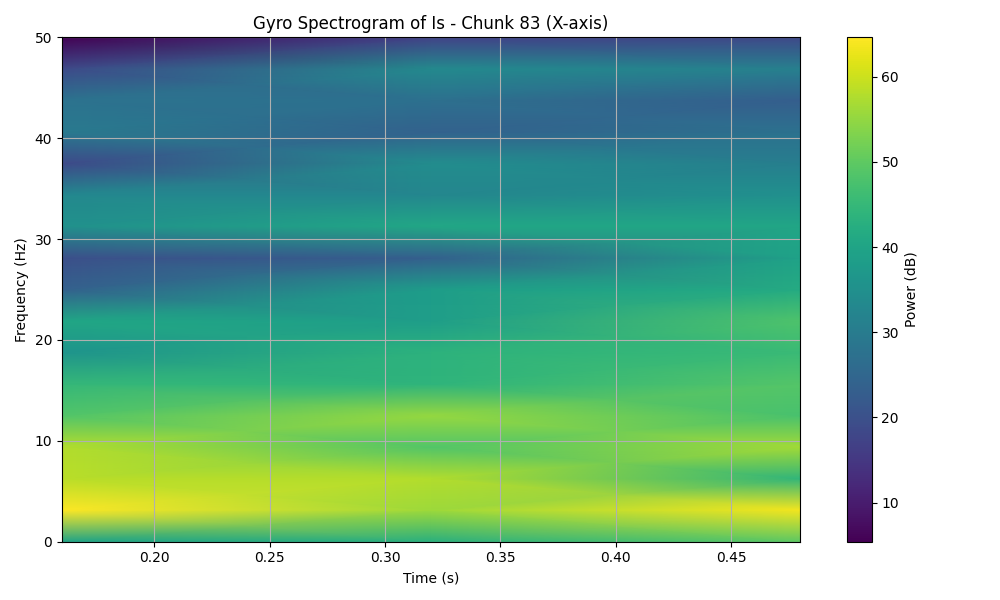 Gyro Spectrogram of Is - Chunk 83 (X-axis)
50
40
30
20
10
0
Frequency (Hz)
0.20 0.25 0.30 0.35 0.40 0.45
Time (s)
60
50
40
30
20
10
Power (dB)